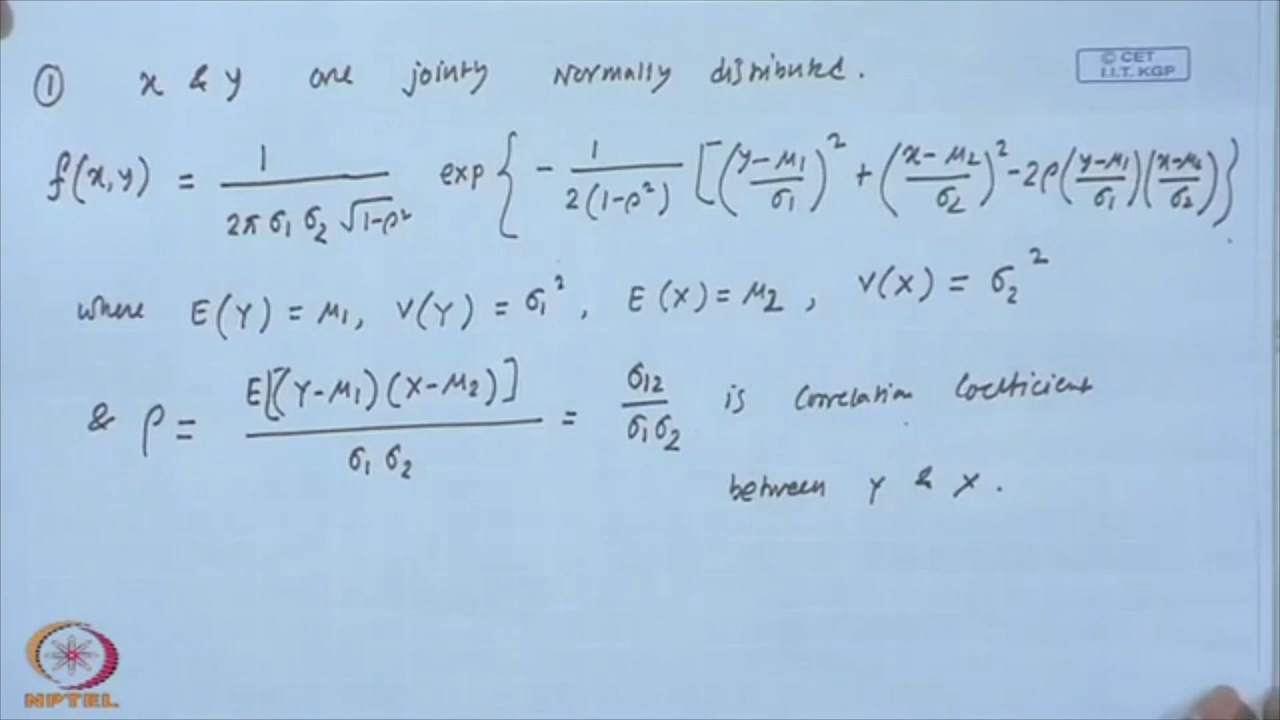 ① x & y are jointly Normally distributed.
© CET
I.I.T. KGP
f(x,y) = 1 / (2π σ₁ σ₂ √(1-ρ²)) exp { - 1 / (2(1-ρ²)) [ ((y-μ₁)/σ₁)² + ((x-μ₂)/σ₂)² - 2ρ((y-μ₁)/σ₁)((x-μ₂)/σ₂) }
where E(Y) = μ₁, V(Y) = σ₁², E(X) = μ₂, V(X) = σ₂²
& ρ = E[(Y-μ₁)(X-μ₂)] / (σ₁ σ₂) = σ₁₂ / (σ₁σ₂) is Correlation Coefficient
between Y & X.
NPTEL